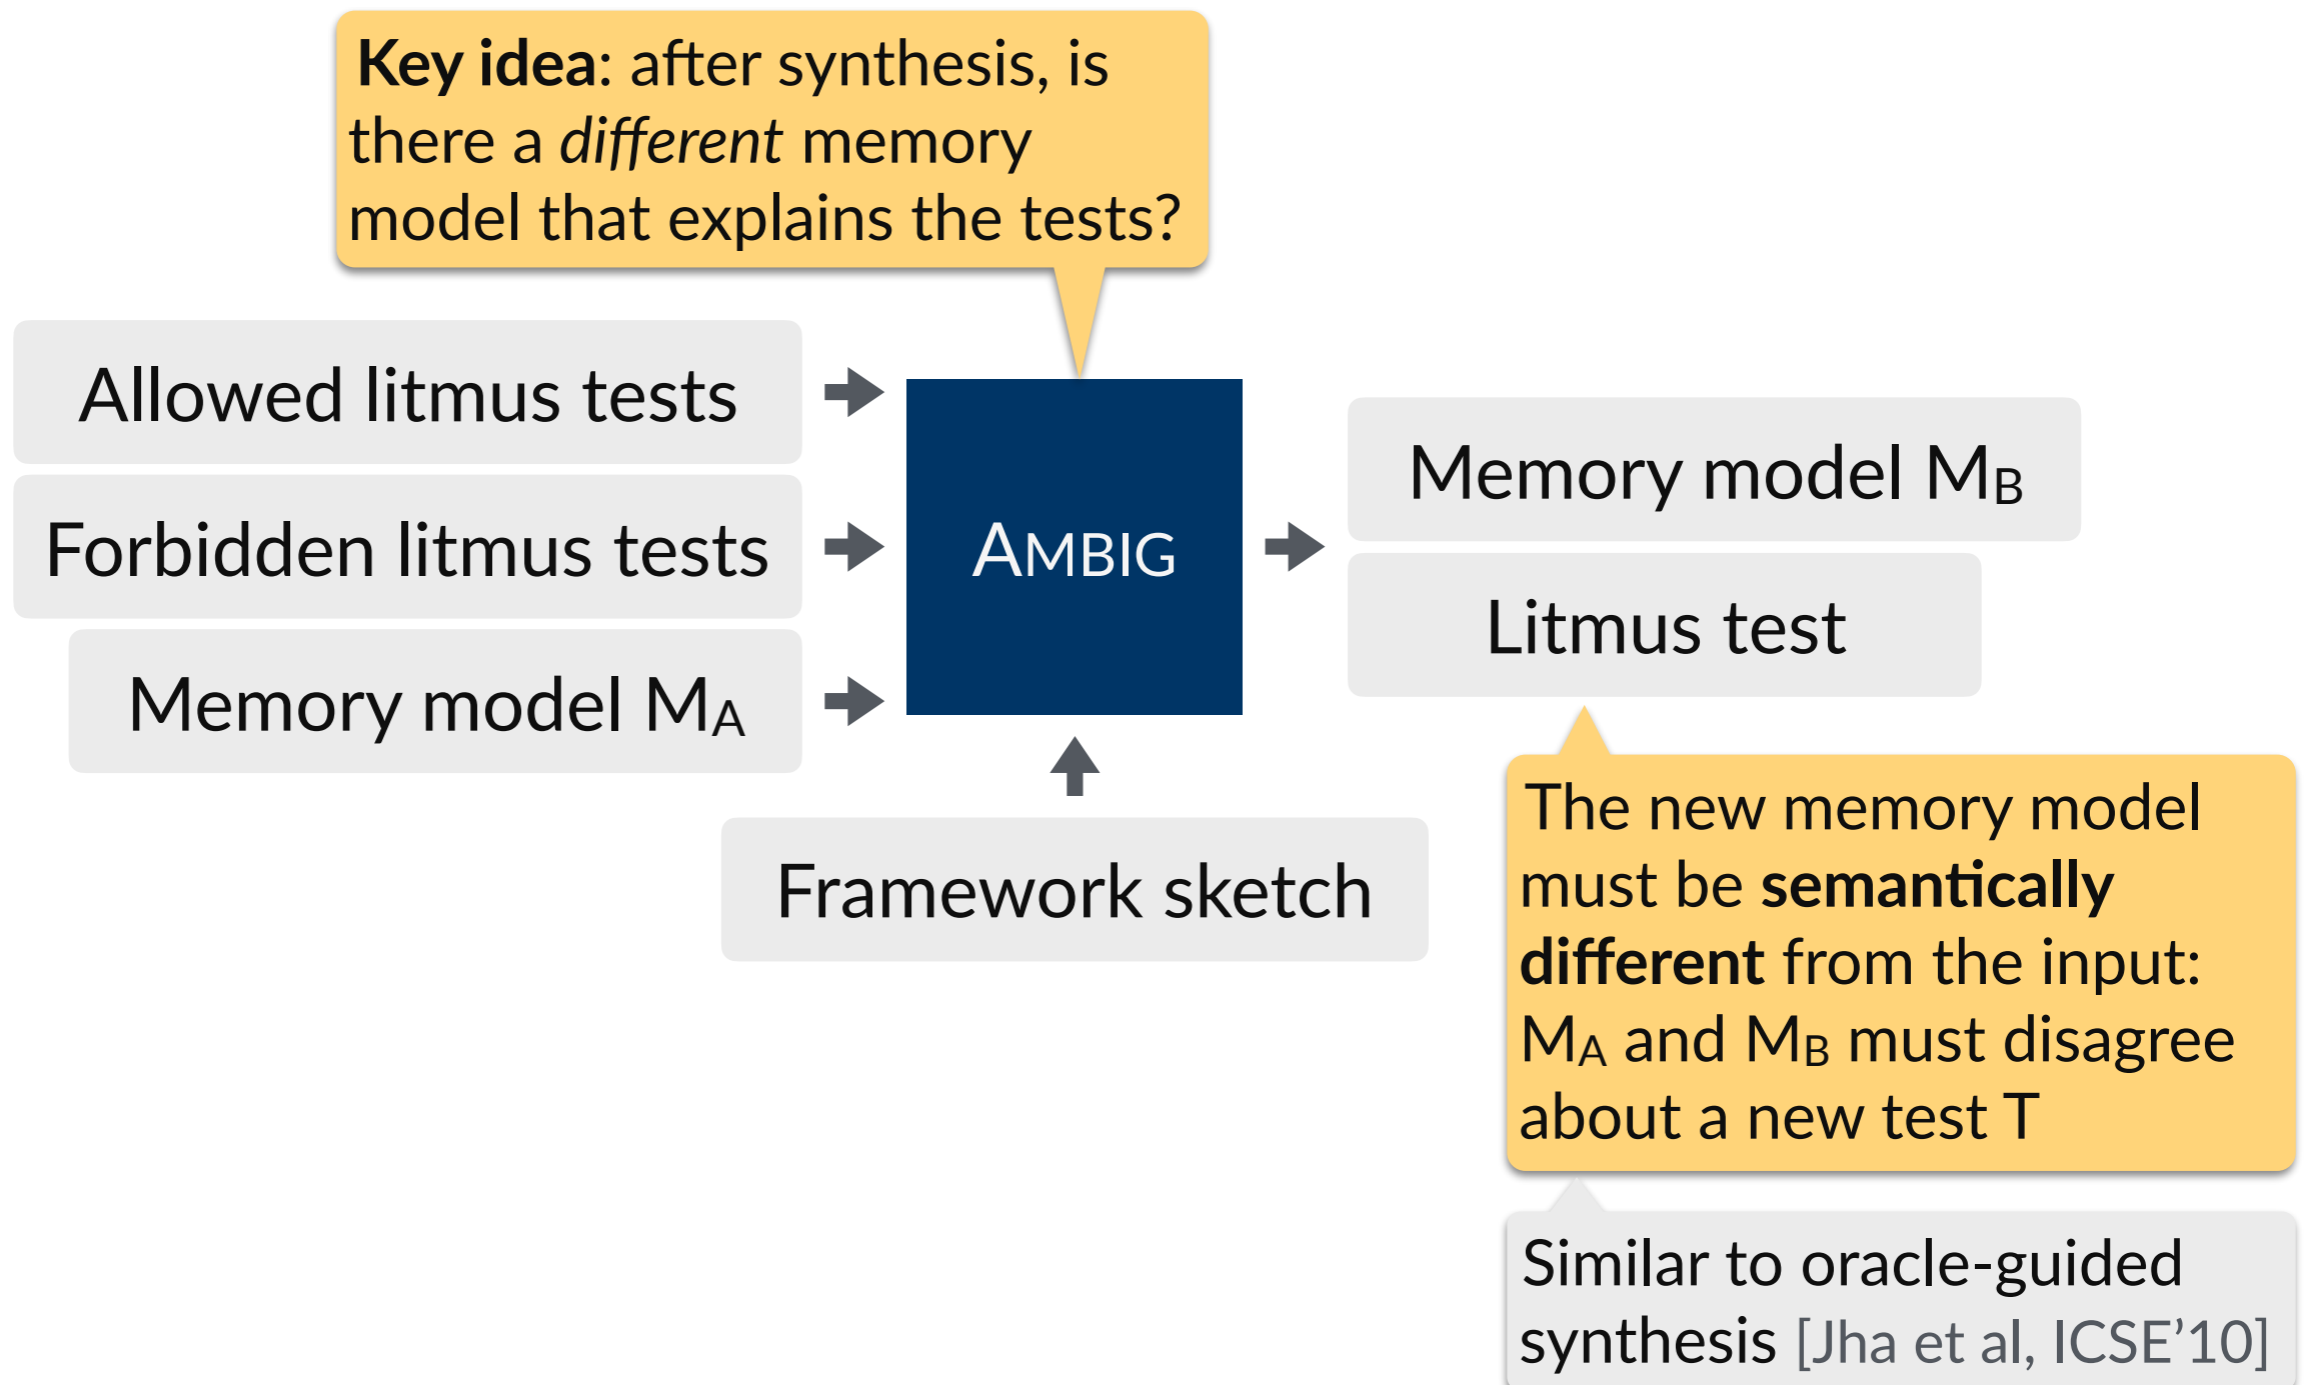 Key idea: after synthesis, is
there a different memory
model that explains the tests?
Allowed litmus tests
Forbidden litmus tests
Memory model MA
AMBIG
Memory model MB
Litmus test
Framework sketch
The new memory model
must be semantically
different from the input:
MA and MB must disagree
about a new test T
Similar to oracle-guided
synthesis [Jha et al, ICSE’10]